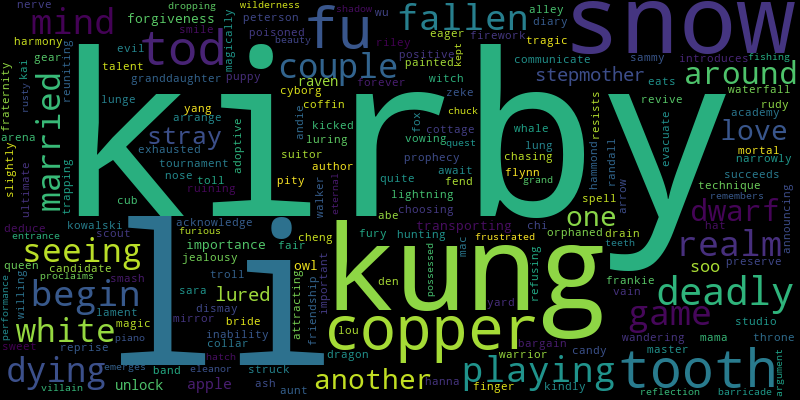 nerve dropping wilderness shadow wu alley eager firework
mind forgiveness smile peterson fu fallen diary tragic snow
harmony evil tod magically poisoned beauty riley positive kept communicate sammy introduces fishing
gear talent couple painted witch stepmother around
fraternity rusty kai reuniting granddaughter puppy raven forever zeke eats waterfall
married lunge yang cyborg coffin andie chuck whale resists revive rudy academy
kirby
arena stray arrange adoptive kicked luring vowing fox cottage quest lung chasing hammond randall evacuate love mortal
exhausted tournament suitor author prophecy await flynn narrowly
slightly ultimate trapping nose toll pity walker eternal quite fend grand spell succeeds
cub ruining lightning arrow technique remembers
abe choosing one dwarf announcing
kowalski acknowledge fury hunting transporting chi orphaned drain hat
deduce scout furious importance fair cheng mac frustrated teeth realm
entrance seeing li jealousy owl kung possessed refusing soo preserve
queen candidate troll den frankie deadly
proclaims smash sara lured attracting friendship important yard vain
performance willing begin dismay bride game studio
lament mirror inability lou copper bargain wandering mama throne
white magic piano collar warrior candy master
sweet reprise emerges hatch struck dragon playing tooth
dying band eleanor ash another hanna kindly reflection argument
villain unlock apple aunt finger barricade